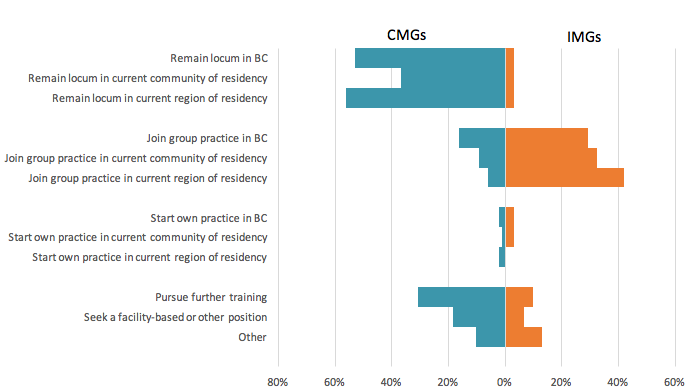 CMGs IMGs
Remain locum in BC
Remain locum in current community of residency
Remain locum in current region of residency
Join group practice in BC
Join group practice in current community of residency
Join group practice in current region of residency
Start own practice in BC
Start own practice in current community of residency
Start own practice in current region of residency
Pursue further training
Seek a facility-based or other position
Other
80% 60% 40% 20% 0% 20% 40% 60%